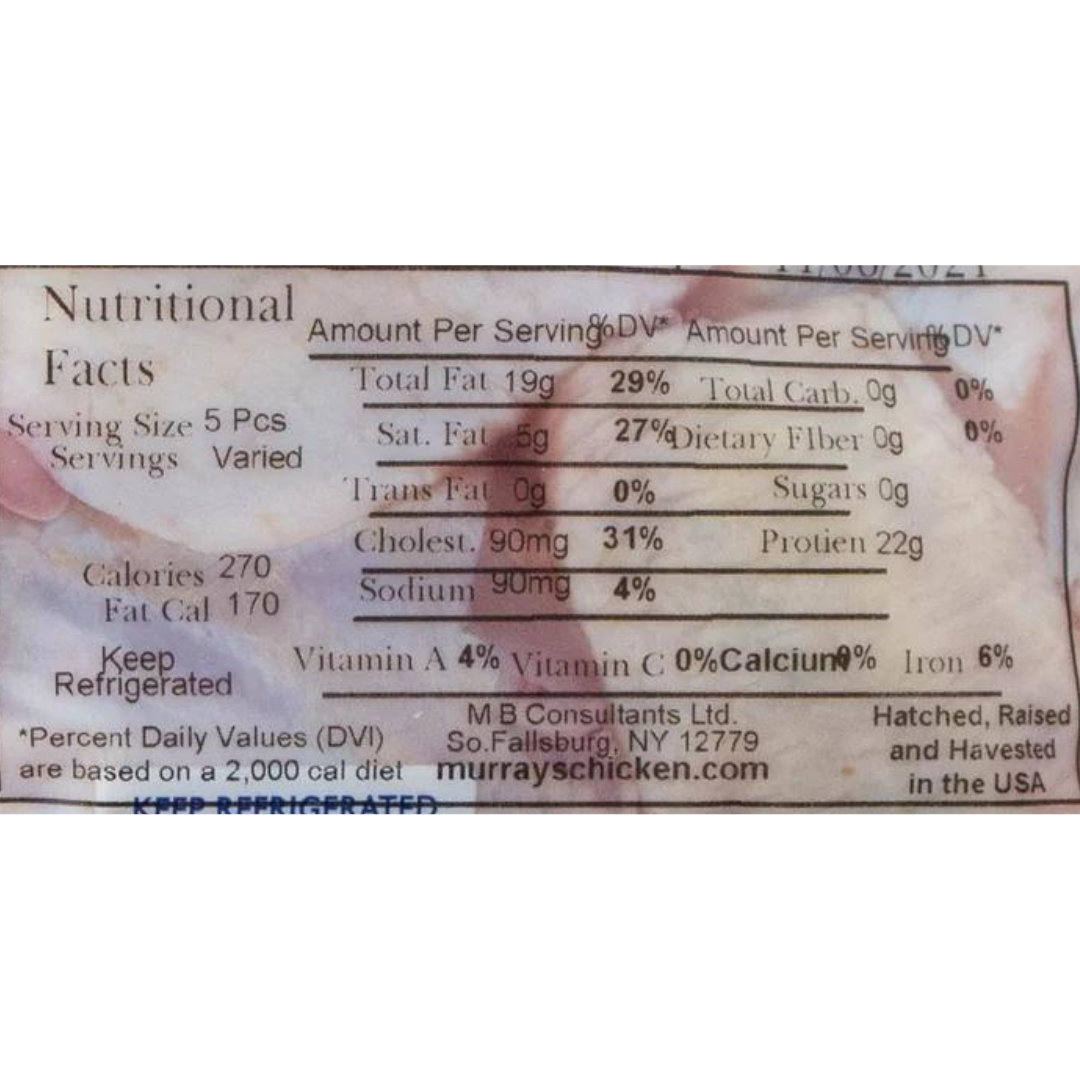 Nutritional
Facts
Serving Size 5 Pcs
Servings Varied
Calories 270
Fat Cal 170
Keep
Refrigerated
*Percent Daily Values (DVI)
are based on a 2,000 cal diet
Amount Per Serving %DV*
Total Fat 19g 29%
Sat. Fat 5g 27%
Trans Fat 0g 0%
Cholest. 90mg 31%
Sodium 90mg 4%
Amount Per Serving %DV*
Total Carb. 0g 0%
Dietary FIber 0g 0%
Sugars 0g
Protien 22g
Vitamin A 4% Vitamin C 0% Calcium 0% Iron 6%
M B Consultants Ltd.
So.Fallsburg, NY 12779
murrayschicken.com
Hatched, Raised
and Havested
in the USA
KEEP REFRIGERATED